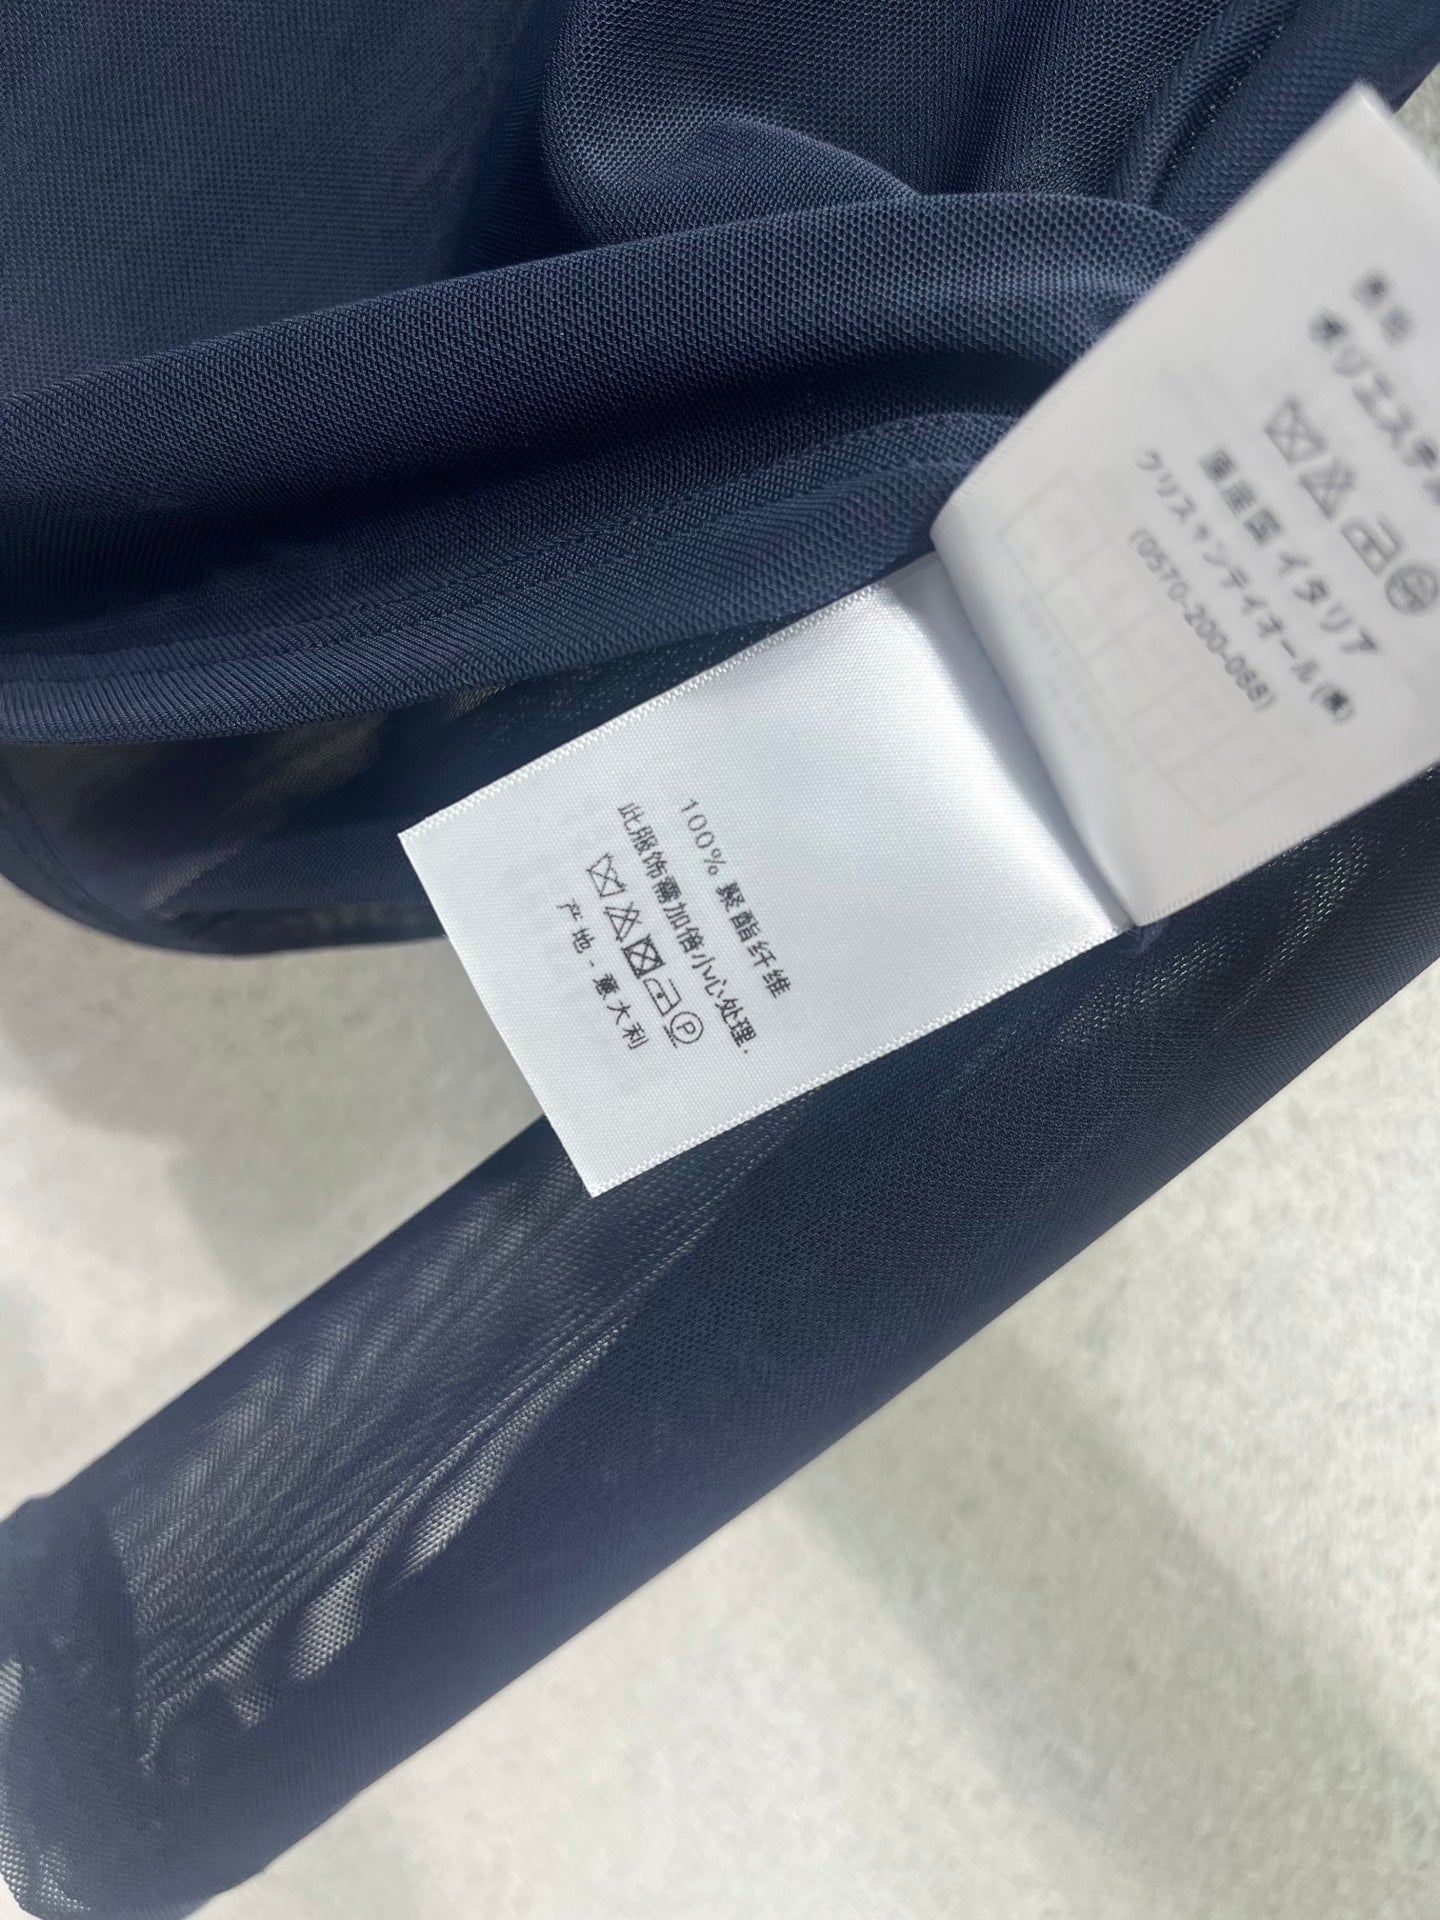 100% 聚酯纤维
此服饰需加倍小心处理.
P
产地 - 意大利
表地
ポリエステル
原産国 イタリア
クリスチャンディオール(株)
(0570-200-088)